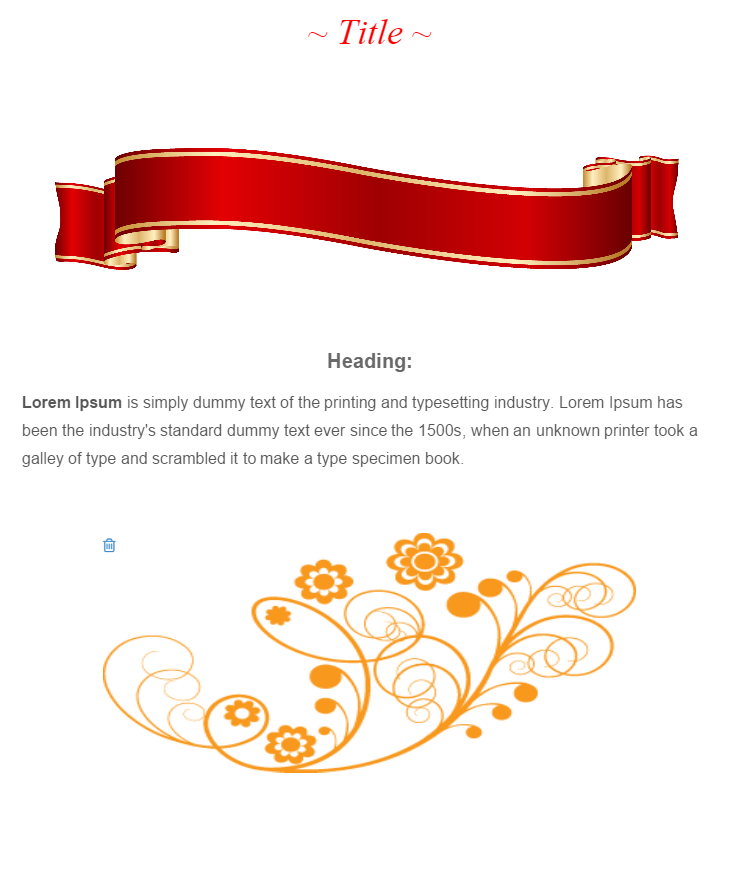 ~ Title ~
Heading:
Lorem Ipsum is simply dummy text of the printing and typesetting industry. Lorem Ipsum has
been the industry's standard dummy text ever since the 1500s, when an unknown printer took a
galley of type and scrambled it to make a type specimen book.